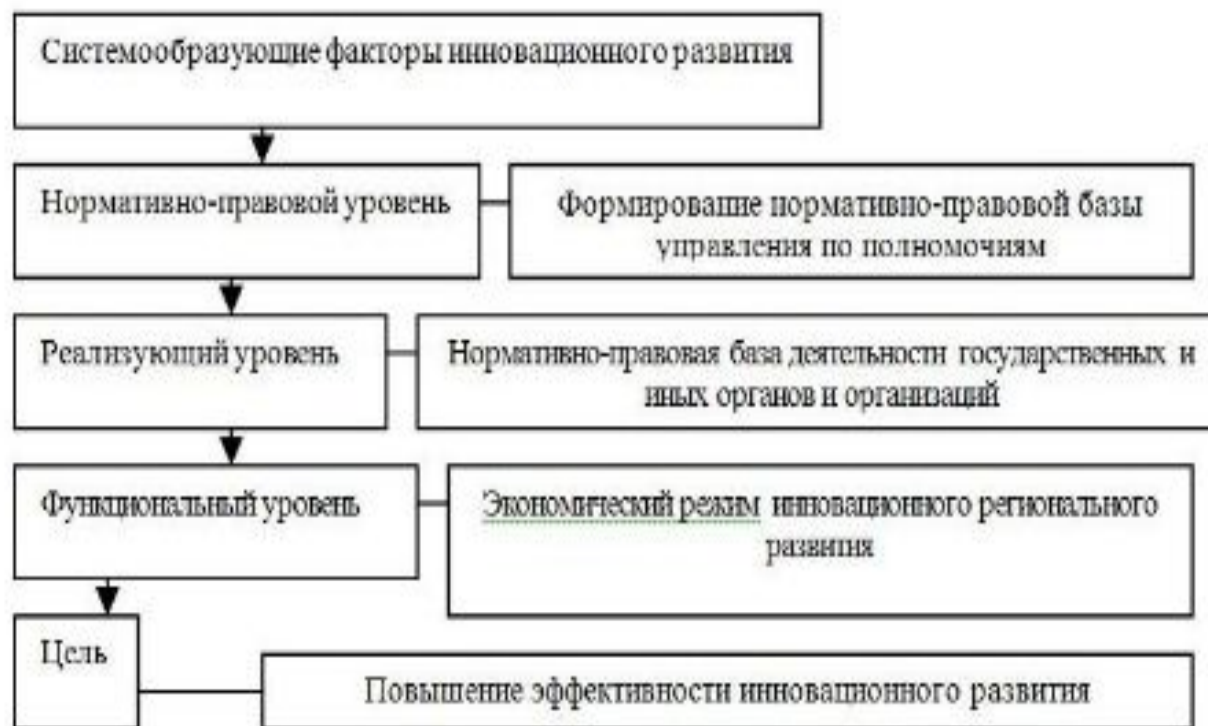 Системообразующие факторы инновационного развития
Нормативно-правовой уровень
Формирование нормативно-правовой базы
управления по полномочиям
Реализующий уровень
Нормативно-правовая база деятельности государственных и
иных органов и организаций
Функциональный уровень
Экономический режим инновационного регионального
развития
Цель
Повышение эффективности инновационного развития